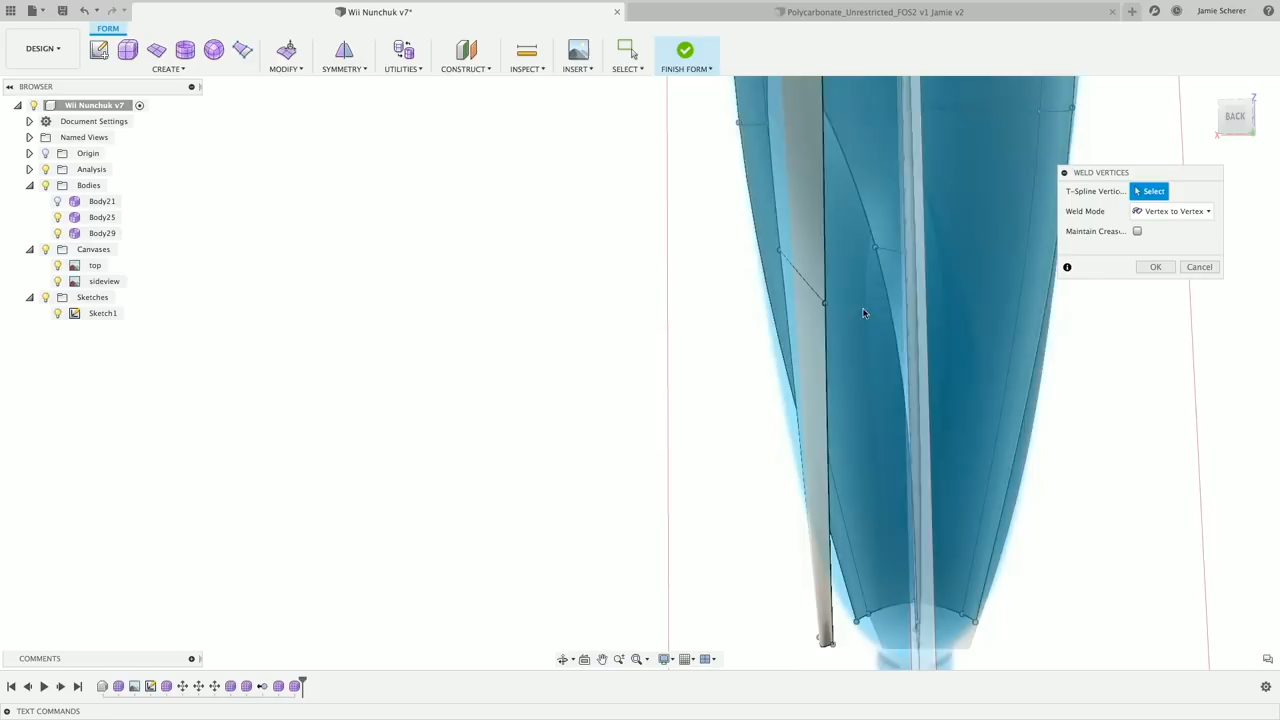 Wii Nunchuk v7*
Polycarbonate_Unrestricted_FOS2 v1 Jamie v2
Jamie Scherer
DESIGN
FORM
CREATE
MODIFY
SYMMETRY
UTILITIES
CONSTRUCT
INSPECT
INSERT
SELECT
FINISH FORM
BROWSER
Wii Nunchuk v7
Document Settings
Named Views
Origin
Analysis
Bodies
Body21
Body25
Body29
Canvases
top
sideview
Sketches
Sketch1
Z
BACK
X
WELD VERTICES
T-Spline Vertic... Select
Weld Mode Vertex to Vertex
Maintain Creas...
OK Cancel
COMMENTS
TEXT COMMANDS